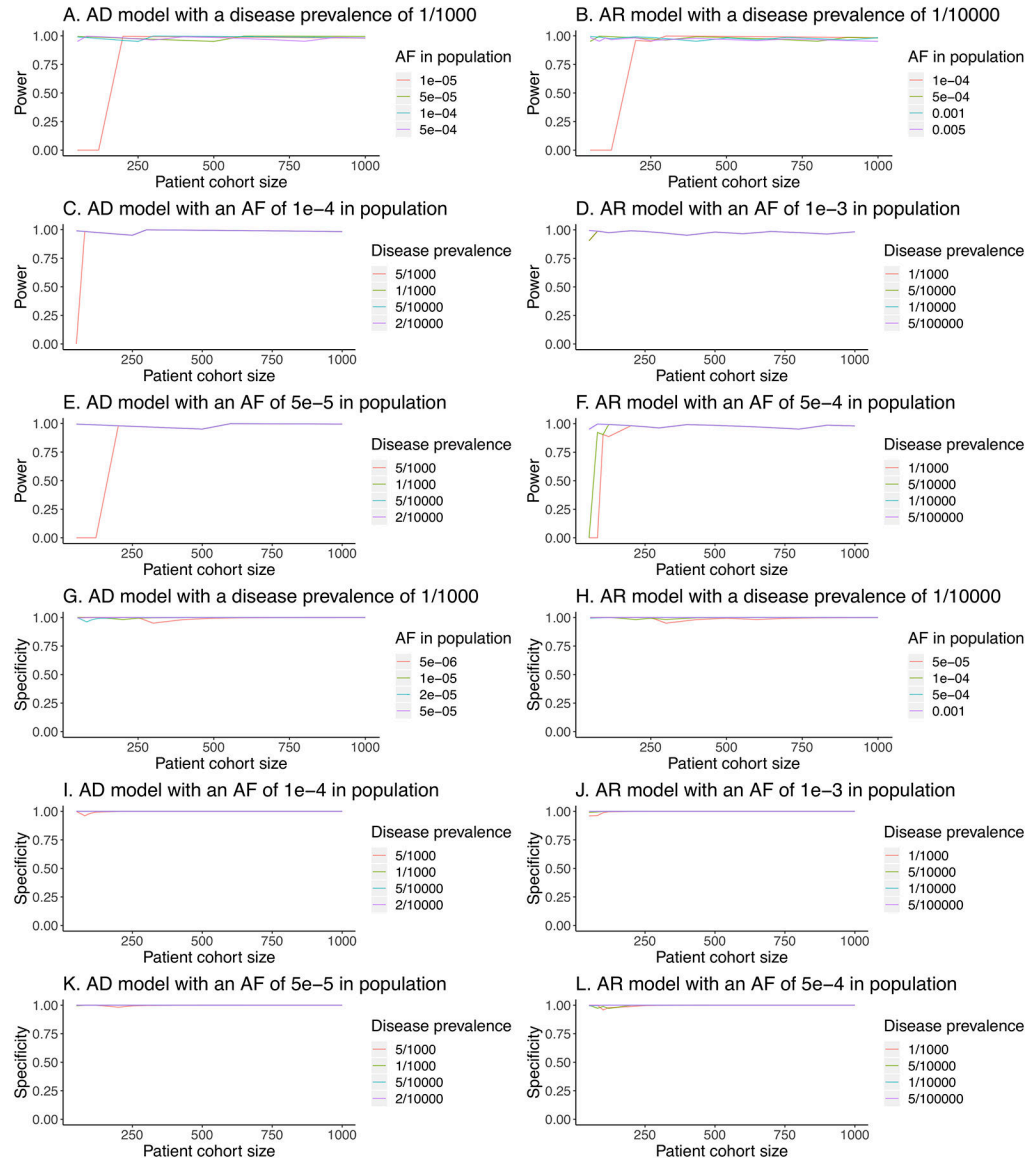 A. AD model with a disease prevalence of 1/1000
1.00
0.75
0.50
0.25
0.00
Power
250
500
750
1000
Patient cohort size
AF in population
1e−05
5e−05
1e−04
5e−04
B. AR model with a disease prevalence of 1/10000
1.00
0.75
0.50
0.25
0.00
Power
250
500
750
1000
Patient cohort size
AF in population
1e−04
5e−04
0.001
0.005
C. AD model with an AF of 1e−4 in population
1.00
0.75
0.50
0.25
0.00
Power
250
500
750
1000
Patient cohort size
Disease prevalence
5/1000
1/1000
5/10000
2/10000
D. AR model with an AF of 1e−3 in population
1.00
0.75
0.50
0.25
0.00
Power
250
500
750
1000
Patient cohort size
Disease prevalence
1/1000
5/10000
1/10000
5/100000
E. AD model with an AF of 5e−5 in population
1.00
0.75
0.50
0.25
0.00
Power
250
500
750
1000
Patient cohort size
Disease prevalence
5/1000
1/1000
5/10000
2/10000
F. AR model with an AF of 5e−4 in population
1.00
0.75
0.50
0.25
0.00
Power
250
500
750
1000
Patient cohort size
Disease prevalence
1/1000
5/10000
1/10000
5/100000
G. AD model with a disease prevalence of 1/1000
1.00
0.75
0.50
0.25
0.00
Specificity
250
500
750
1000
Patient cohort size
AF in population
5e−06
1e−05
2e−05
5e−05
H. AR model with a disease prevalence of 1/10000
1.00
0.75
0.50
0.25
0.00
Specificity
250
500
750
1000
Patient cohort size
AF in population
5e−05
1e−04
5e−04
0.001
I. AD model with an AF of 1e−4 in population
1.00
0.75
0.50
0.25
0.00
Specificity
250
500
750
1000
Patient cohort size
Disease prevalence
5/1000
1/1000
5/10000
2/10000
J. AR model with an AF of 1e−3 in population
1.00
0.75
0.50
0.25
0.00
Specificity
250
500
750
1000
Patient cohort size
Disease prevalence
1/1000
5/10000
1/10000
5/100000
K. AD model with an AF of 5e−5 in population
1.00
0.75
0.50
0.25
0.00
Specificity
250
500
750
1000
Patient cohort size
Disease prevalence
5/1000
1/1000
5/10000
2/10000
L. AR model with an AF of 5e−4 in population
1.00
0.75
0.50
0.25
0.00
Specificity
250
500
750
1000
Patient cohort size
Disease prevalence
1/1000
5/10000
1/10000
5/100000